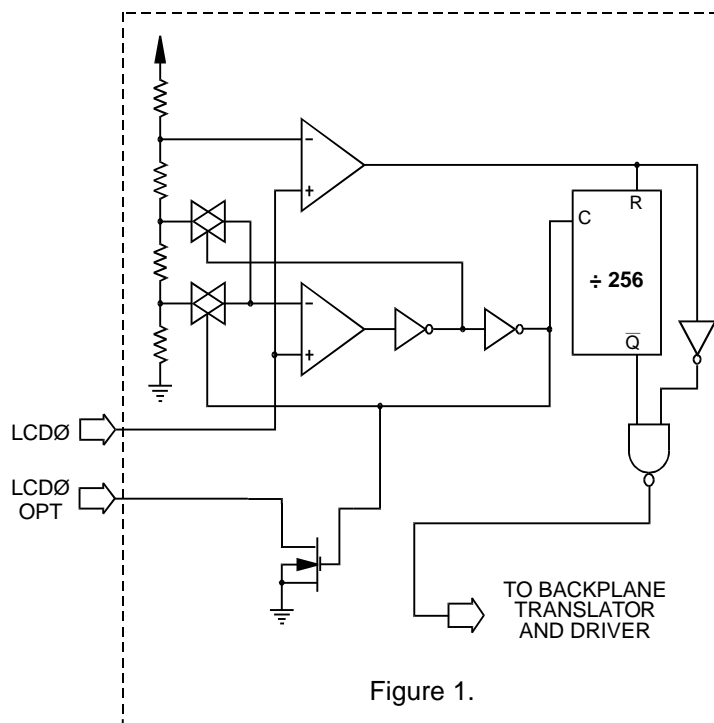 R
C
÷ 256
Q̅
LCDØ
LCDØ
OPT
TO BACKPLANE
TRANSLATOR
AND DRIVER
Figure 1.